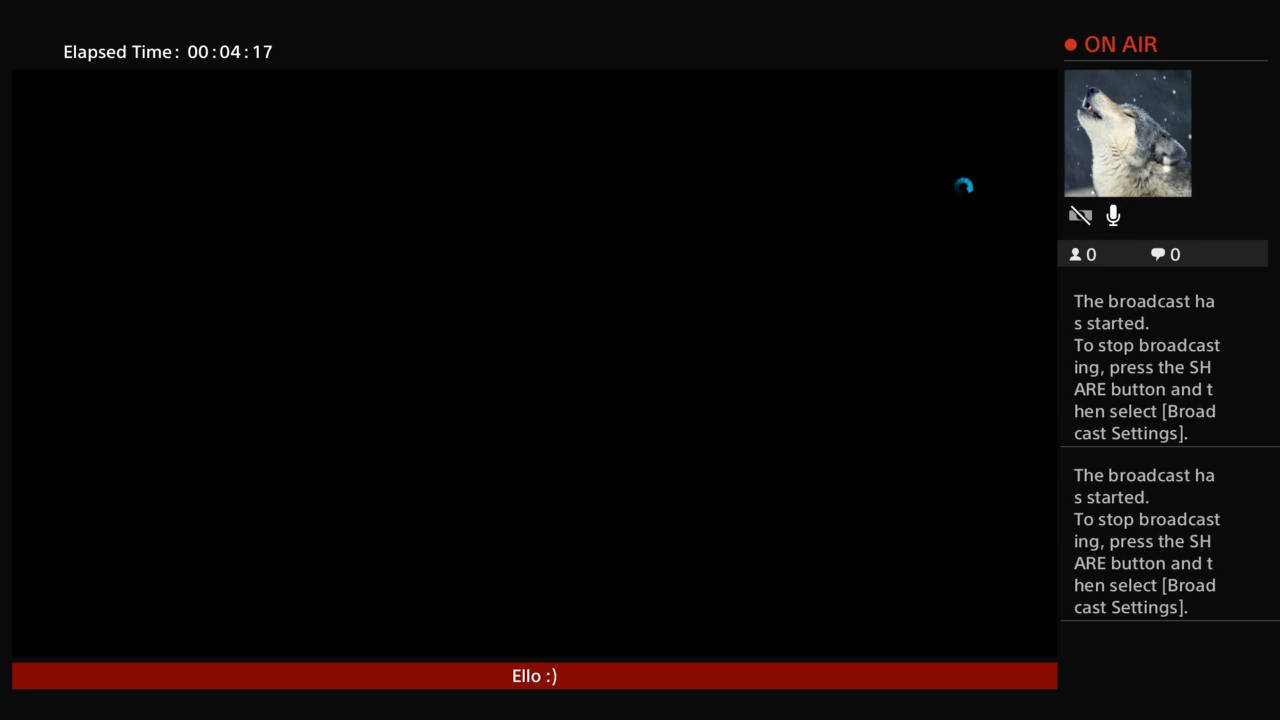 Elapsed Time: 00:04:17
ON AIR
0 0
The broadcast ha
s started.
To stop broadcast
ing, press the SH
ARE button and t
hen select [Broad
cast Settings].
The broadcast ha
s started.
To stop broadcast
ing, press the SH
ARE button and t
hen select [Broad
cast Settings].
Ello :)